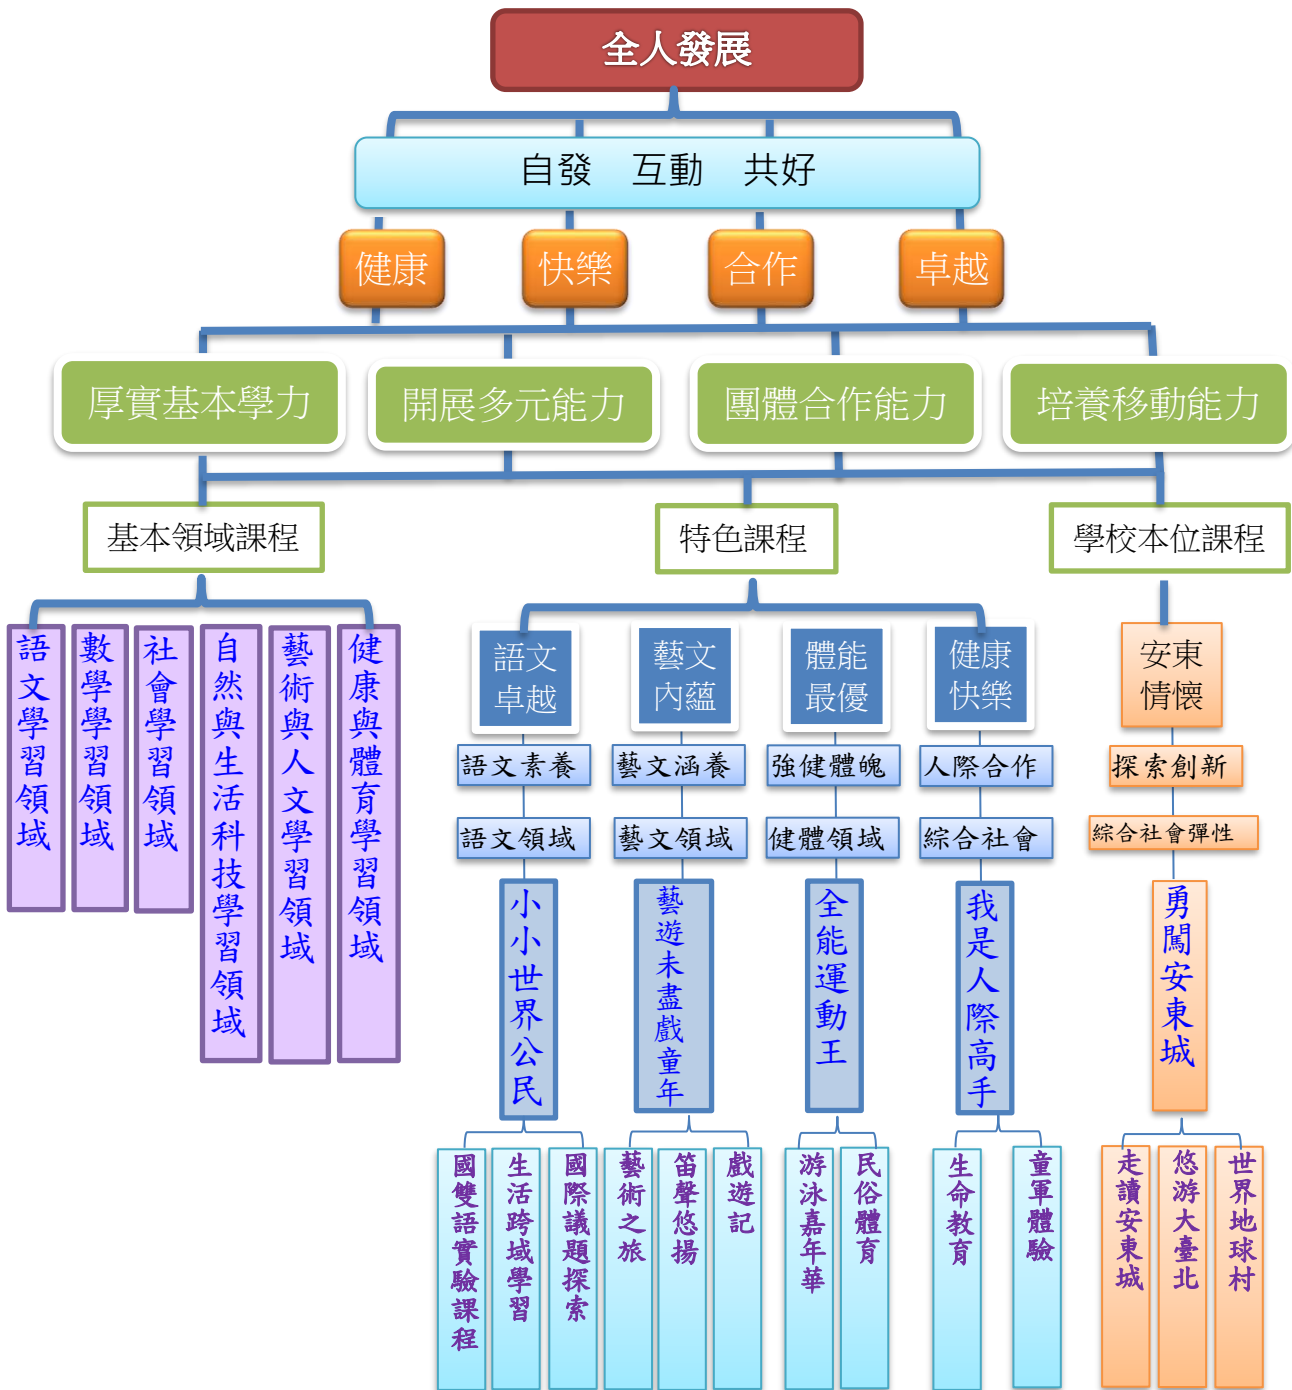 全人發展
自發　互動　共好
健康
快樂
合作
卓越
厚實基本學力
開展多元能力
團體合作能力
培養移動能力
基本領域課程
特色課程
學校本位課程
語文學習領域
數學學習領域
社會學習領域
自然與生活科技學習領域
藝術與人文學習領域
健康與體育學習領域
語文
卓越
藝文
內蘊
體能
最優
健康
快樂
安東
情懷
語文素養
藝文涵養
強健體魄
人際合作
探索創新
語文領域
藝文領域
健體領域
綜合社會
綜合社會彈性
小小世界公民
藝遊未盡戲童年
全能運動王
我是人際高手
勇闖安東城
國雙語實驗課程
生活跨域學習
國際議題探索
藝術之旅
笛聲悠揚
戲遊記
游泳嘉年華
民俗體育
生命教育
童軍體驗
走讀安東城
悠游大臺北
世界地球村